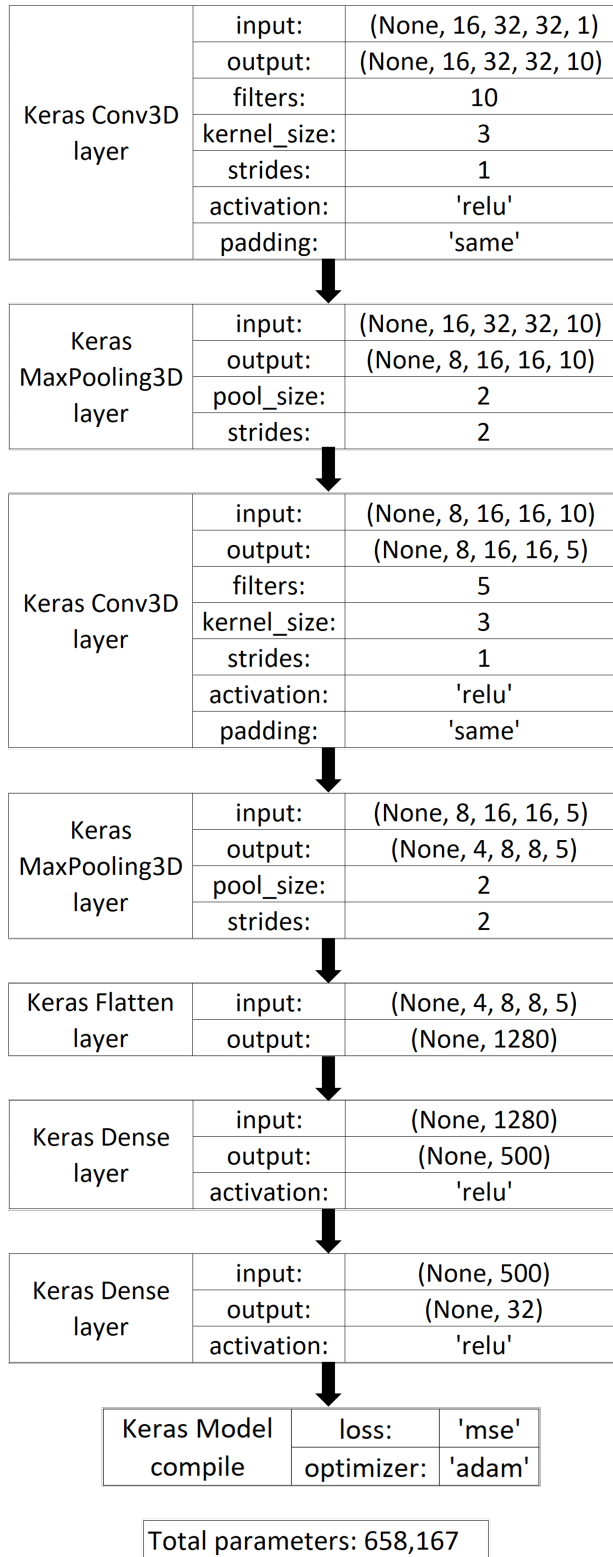 Keras Conv3D
layer
input: (None, 16, 32, 32, 1)
output: (None, 16, 32, 32, 10)
filters: 10
kernel_size: 3
strides: 1
activation: 'relu'
padding: 'same'
Keras
MaxPooling3D
layer
input: (None, 16, 32, 32, 10)
output: (None, 8, 16, 16, 10)
pool_size: 2
strides: 2
Keras Conv3D
layer
input: (None, 8, 16, 16, 10)
output: (None, 8, 16, 16, 5)
filters: 5
kernel_size: 3
strides: 1
activation: 'relu'
padding: 'same'
Keras
MaxPooling3D
layer
input: (None, 8, 16, 16, 5)
output: (None, 4, 8, 8, 5)
pool_size: 2
strides: 2
Keras Flatten
layer
input: (None, 4, 8, 8, 5)
output: (None, 1280)
Keras Dense
layer
input: (None, 1280)
output: (None, 500)
activation: 'relu'
Keras Dense
layer
input: (None, 500)
output: (None, 32)
activation: 'relu'
Keras Model
compile
loss: 'mse'
optimizer: 'adam'
Total parameters: 658,167